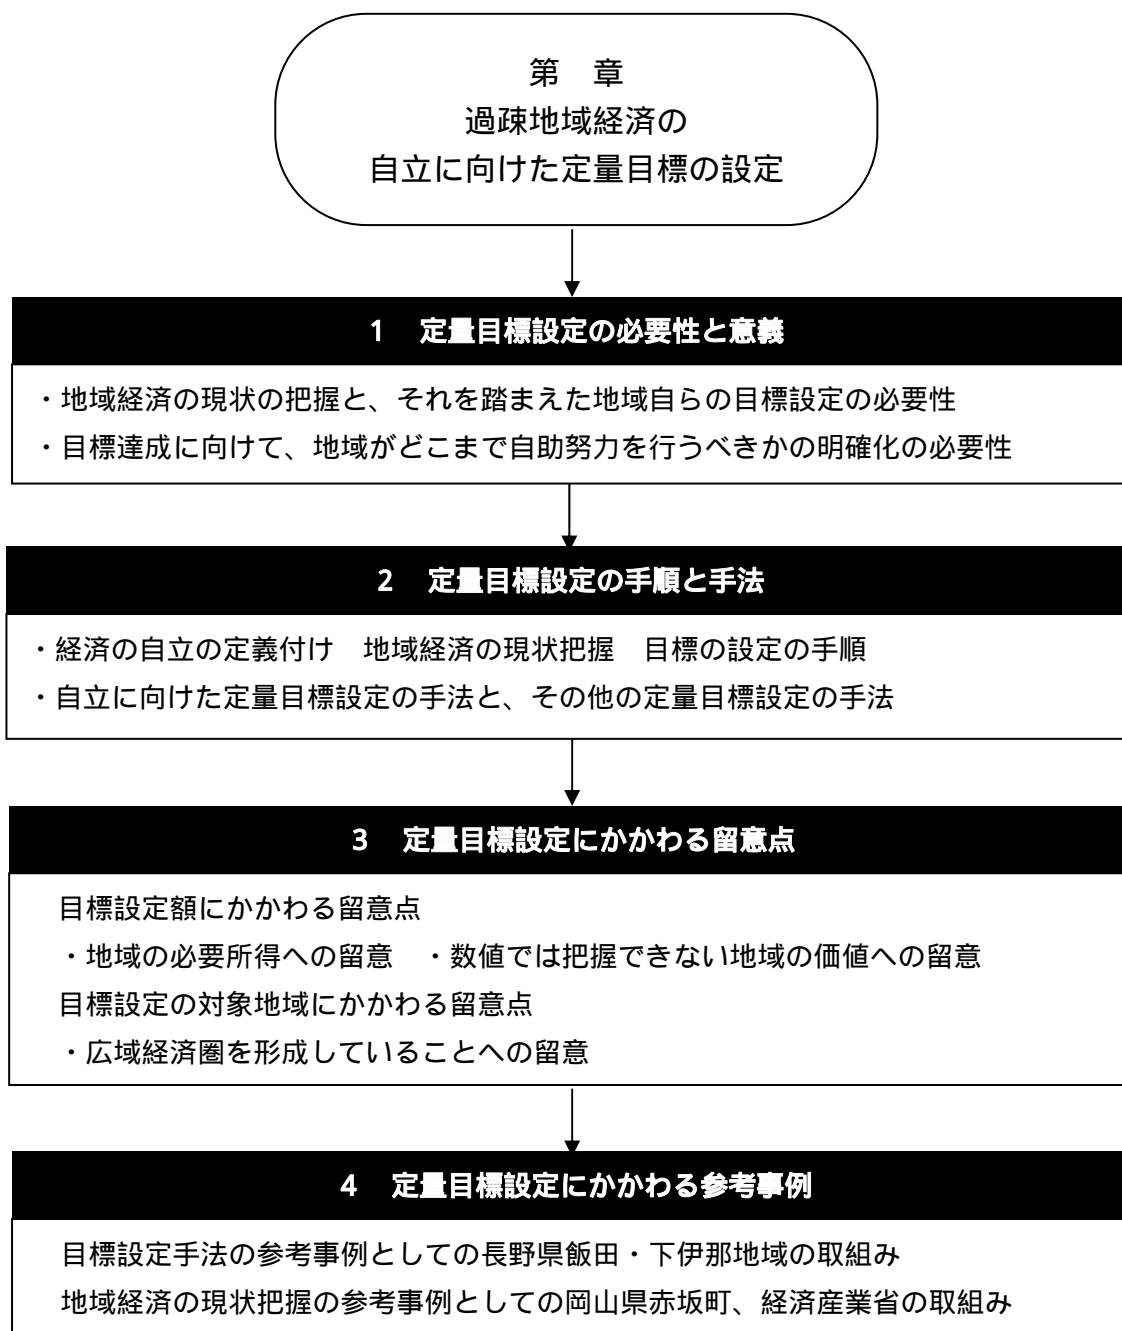 第　章
過疎地域経済の
自立に向けた定量目標の設定
1　定量目標設定の必要性と意義
・地域経済の現状の把握と、それを踏まえた地域自らの目標設定の必要性
・目標達成に向けて、地域がどこまで自助努力を行うべきかの明確化の必要性
2　定量目標設定の手順と手法
・経済の自立の定義付け　地域経済の現状把握　目標の設定の手順
・自立に向けた定量目標設定の手法と、その他の定量目標設定の手法
3　定量目標設定にかかわる留意点
目標設定額にかかわる留意点
・地域の必要所得への留意　・数値では把握できない地域の価値への留意
目標設定の対象地域にかかわる留意点
・広域経済圏を形成していることへの留意
4　定量目標設定にかかわる参考事例
目標設定手法の参考事例としての長野県飯田・下伊那地域の取組み
地域経済の現状把握の参考事例としての岡山県赤坂町、経済産業省の取組み